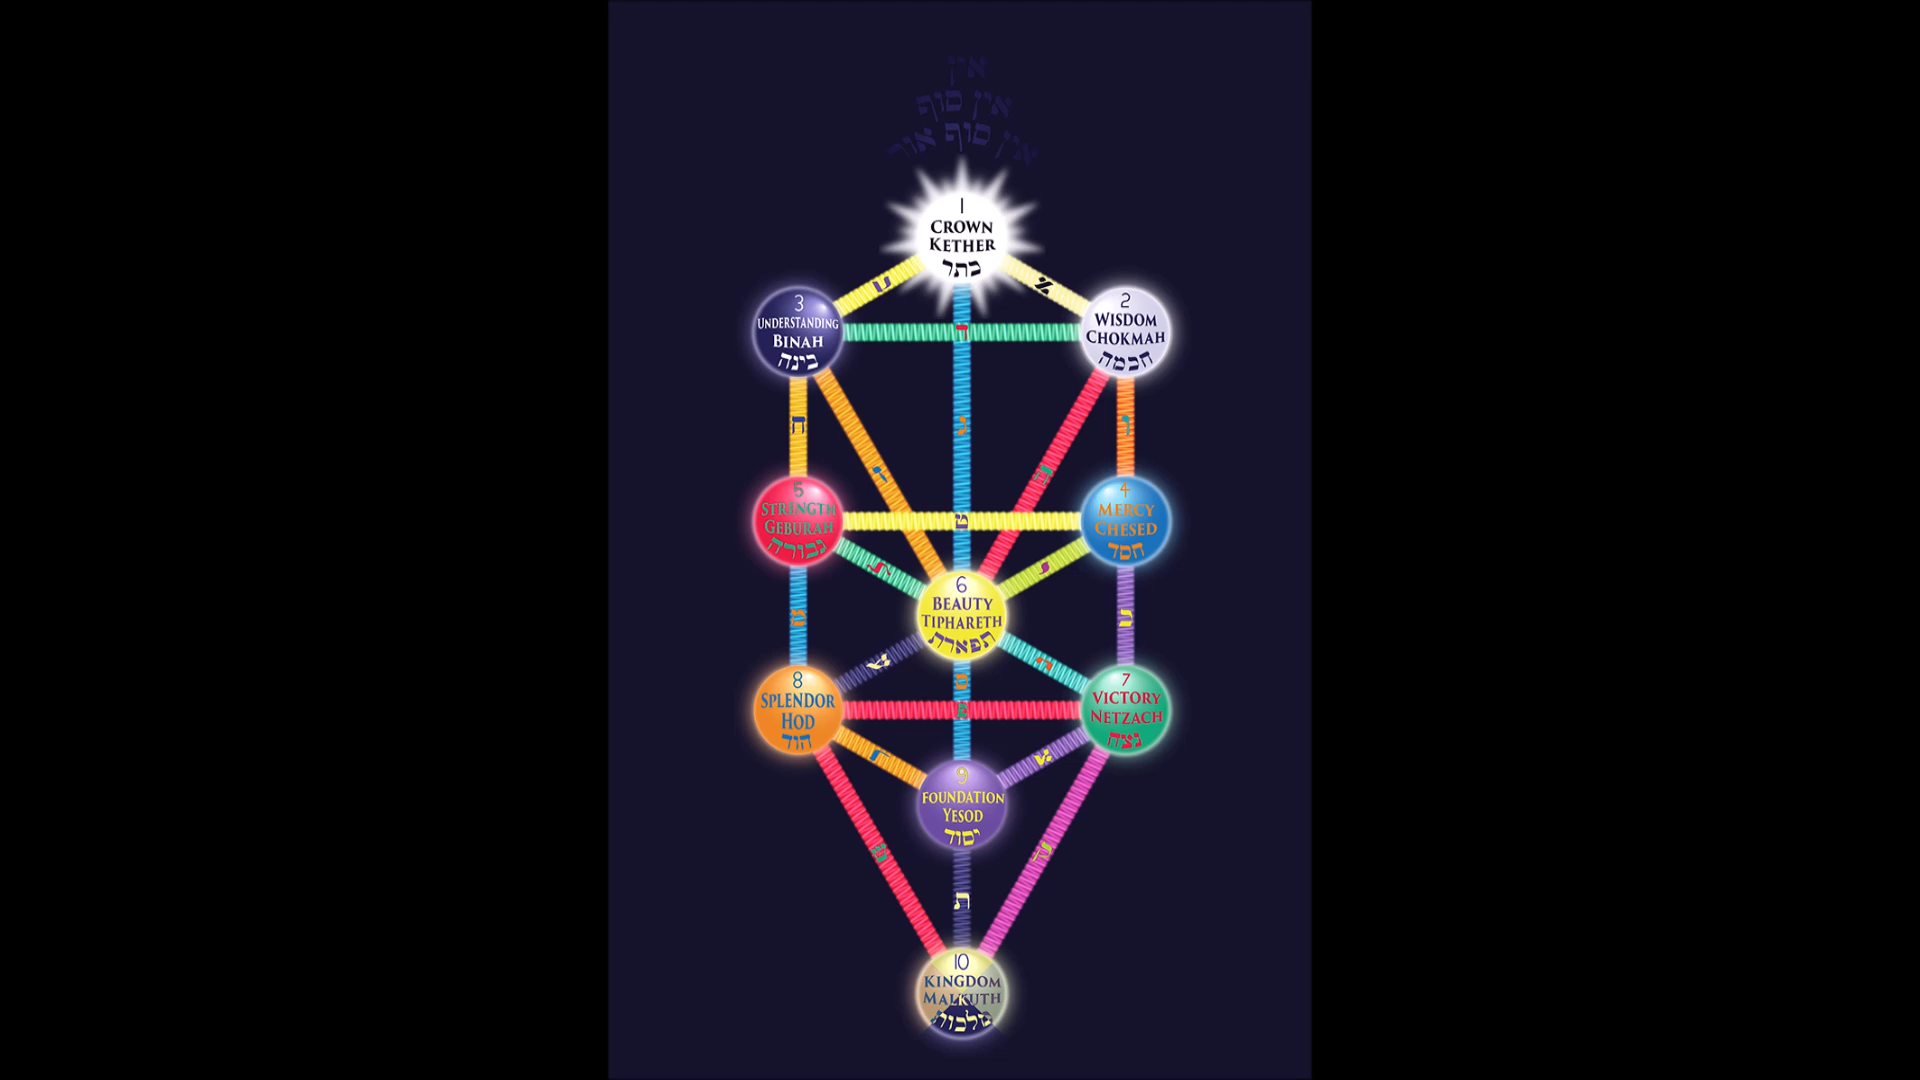 אין
אין סוף
אין סוף אור
1
CROWN
KETHER
כתר
א
3
UNDERSTANDING
BINAH
בינה
2
WISDOM
CHOKMAH
חכמה
ד
ח
ג
ו
ז
ה
5
STRENGTH
GEBURAH
גבורה
ט
4
MERCY
CHESED
חסד
י
6
BEAUTY
TIPHARETH
תפארת
מ
8
SPLENDOR
HOD
הוד
פ
7
VICTORY
NETZACH
נצח
9
FOUNDATION
YESOD
יסוד
ש
ת
10
KINGDOM
MALKUTH
מלכות